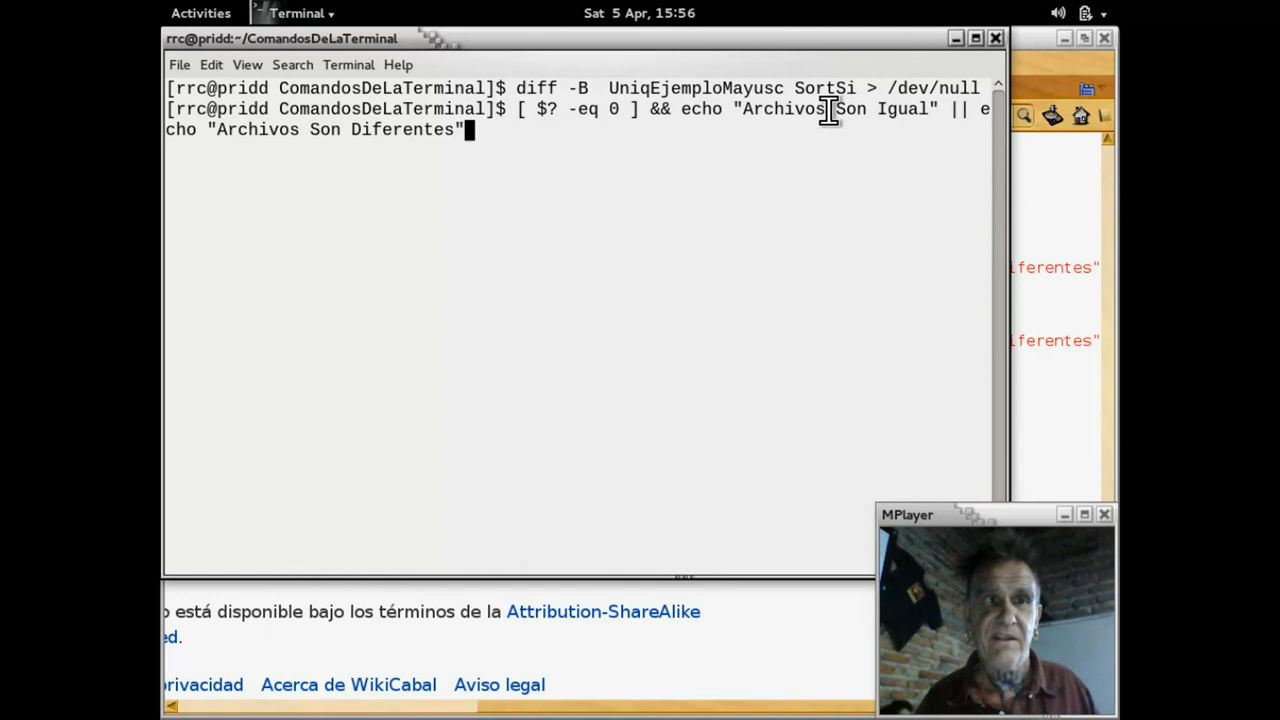 Activities Terminal Sat 5 Apr, 15:56
rrc@pridd:~/ComandosDeLaTerminal
File Edit View Search Terminal Help
[rrc@pridd ComandosDeLaTerminal]$ diff -B  UniqEjemploMayusc SortSi > /dev/null
[rrc@pridd ComandosDeLaTerminal]$ [ $? -eq 0 ] && echo "Archivos Son Igual" || e
cho "Archivos Son Diferentes"
iferentes"
iferentes"
MPlayer
o está disponible bajo los términos de la Attribution-ShareAlike
ed.
privacidad Acerca de WikiCabal Aviso legal